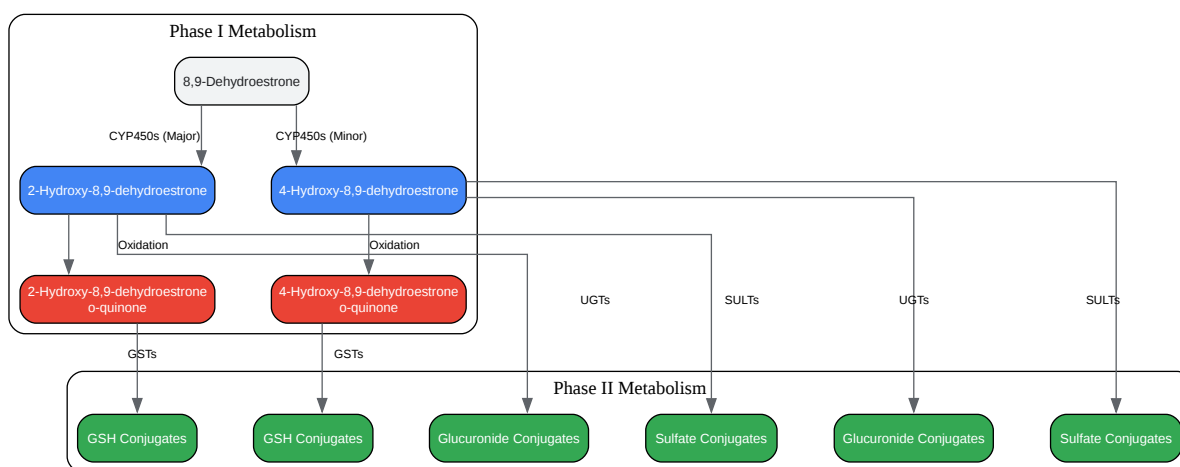 Phase I Metabolism
8,9-Dehydroestrone
CYP450s (Major)
CYP450s (Minor)
2-Hydroxy-8,9-dehydroestrone
4-Hydroxy-8,9-dehydroestrone
Oxidation
Oxidation
2-Hydroxy-8,9-dehydroestrone
o-quinone
4-Hydroxy-8,9-dehydroestrone
o-quinone
UGTs
SULTs
UGTs
SULTs
GSTs
GSTs
Phase II Metabolism
GSH Conjugates
GSH Conjugates
Glucuronide Conjugates
Sulfate Conjugates
Glucuronide Conjugates
Sulfate Conjugates